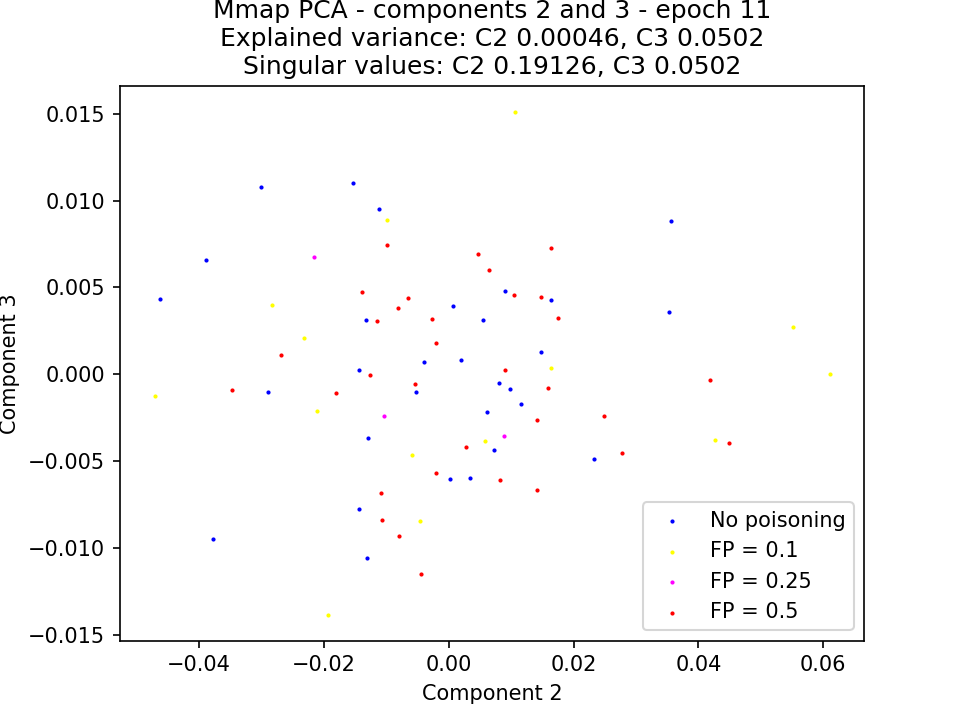 Mmap PCA - components 2 and 3 - epoch 11
Explained variance: C2 0.00046, C3 0.0502
Singular values: C2 0.19126, C3 0.0502
0.015
0.010
0.005
0.000
−0.005
−0.010
−0.015
Component 3
No poisoning
FP = 0.1
FP = 0.25
FP = 0.5
−0.04
−0.02
0.00
0.02
0.04
0.06
Component 2